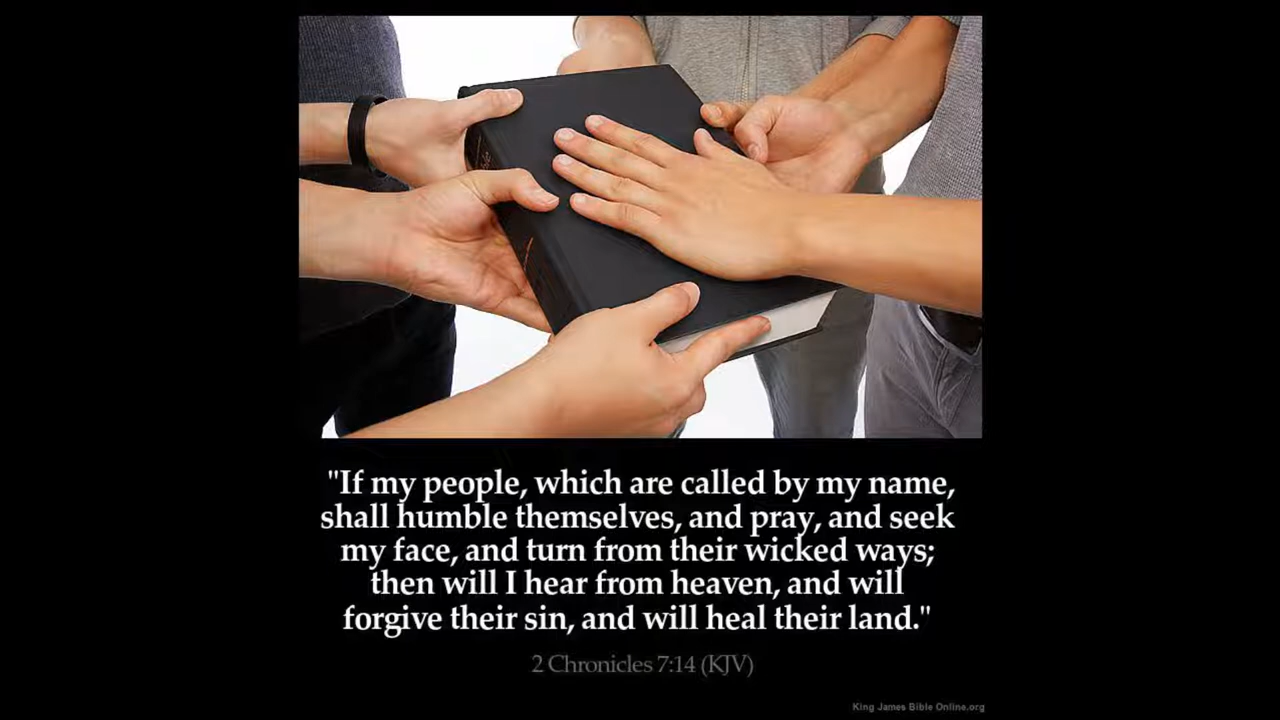 "If my people, which are called by my name,
shall humble themselves, and pray, and seek
my face, and turn from their wicked ways;
then will I hear from heaven, and will
forgive their sin, and will heal their land."
2 Chronicles 7:14 (KJV)
King James Bible Online.org